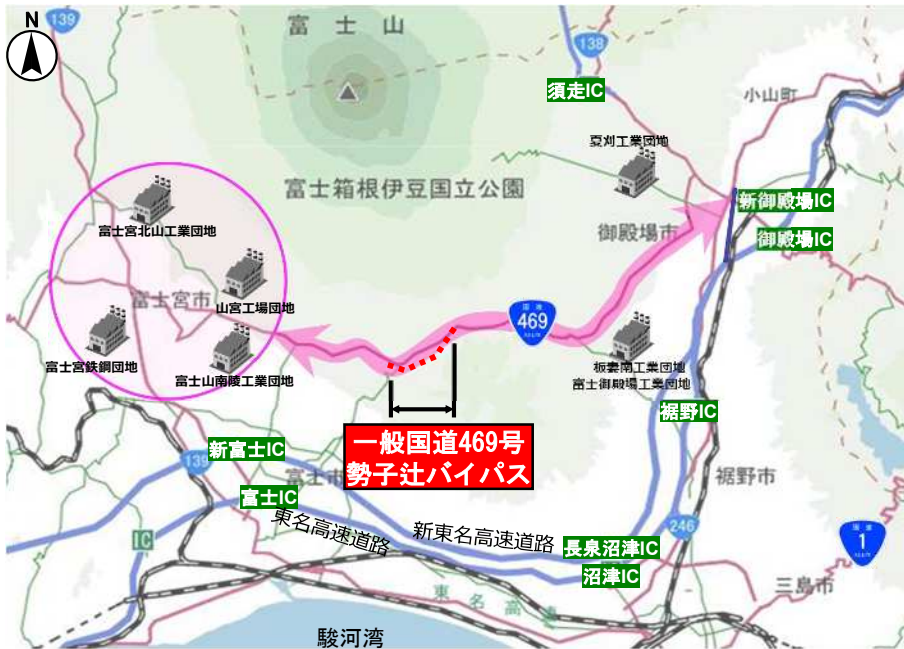 N
139
富士山
138
須走IC
小山町
夏刈工業団地
富士箱根伊豆国立公園
新御殿場IC
御殿場市
御殿場IC
富士宮北山工業団地
山宮工場団地
富士宮市
469
富士宮鉄鋼団地
富士山南陵工業団地
板妻南工業団地
富士御殿場工業団地
裾野IC
一般国道469号
勢子辻バイパス
新富士IC
139
富士市
富士IC
裾野市
東名高速道路
新東名高速道路
246
国道
1
IC
長泉沼津IC
沼津IC
三島市
東名高速
駿河湾